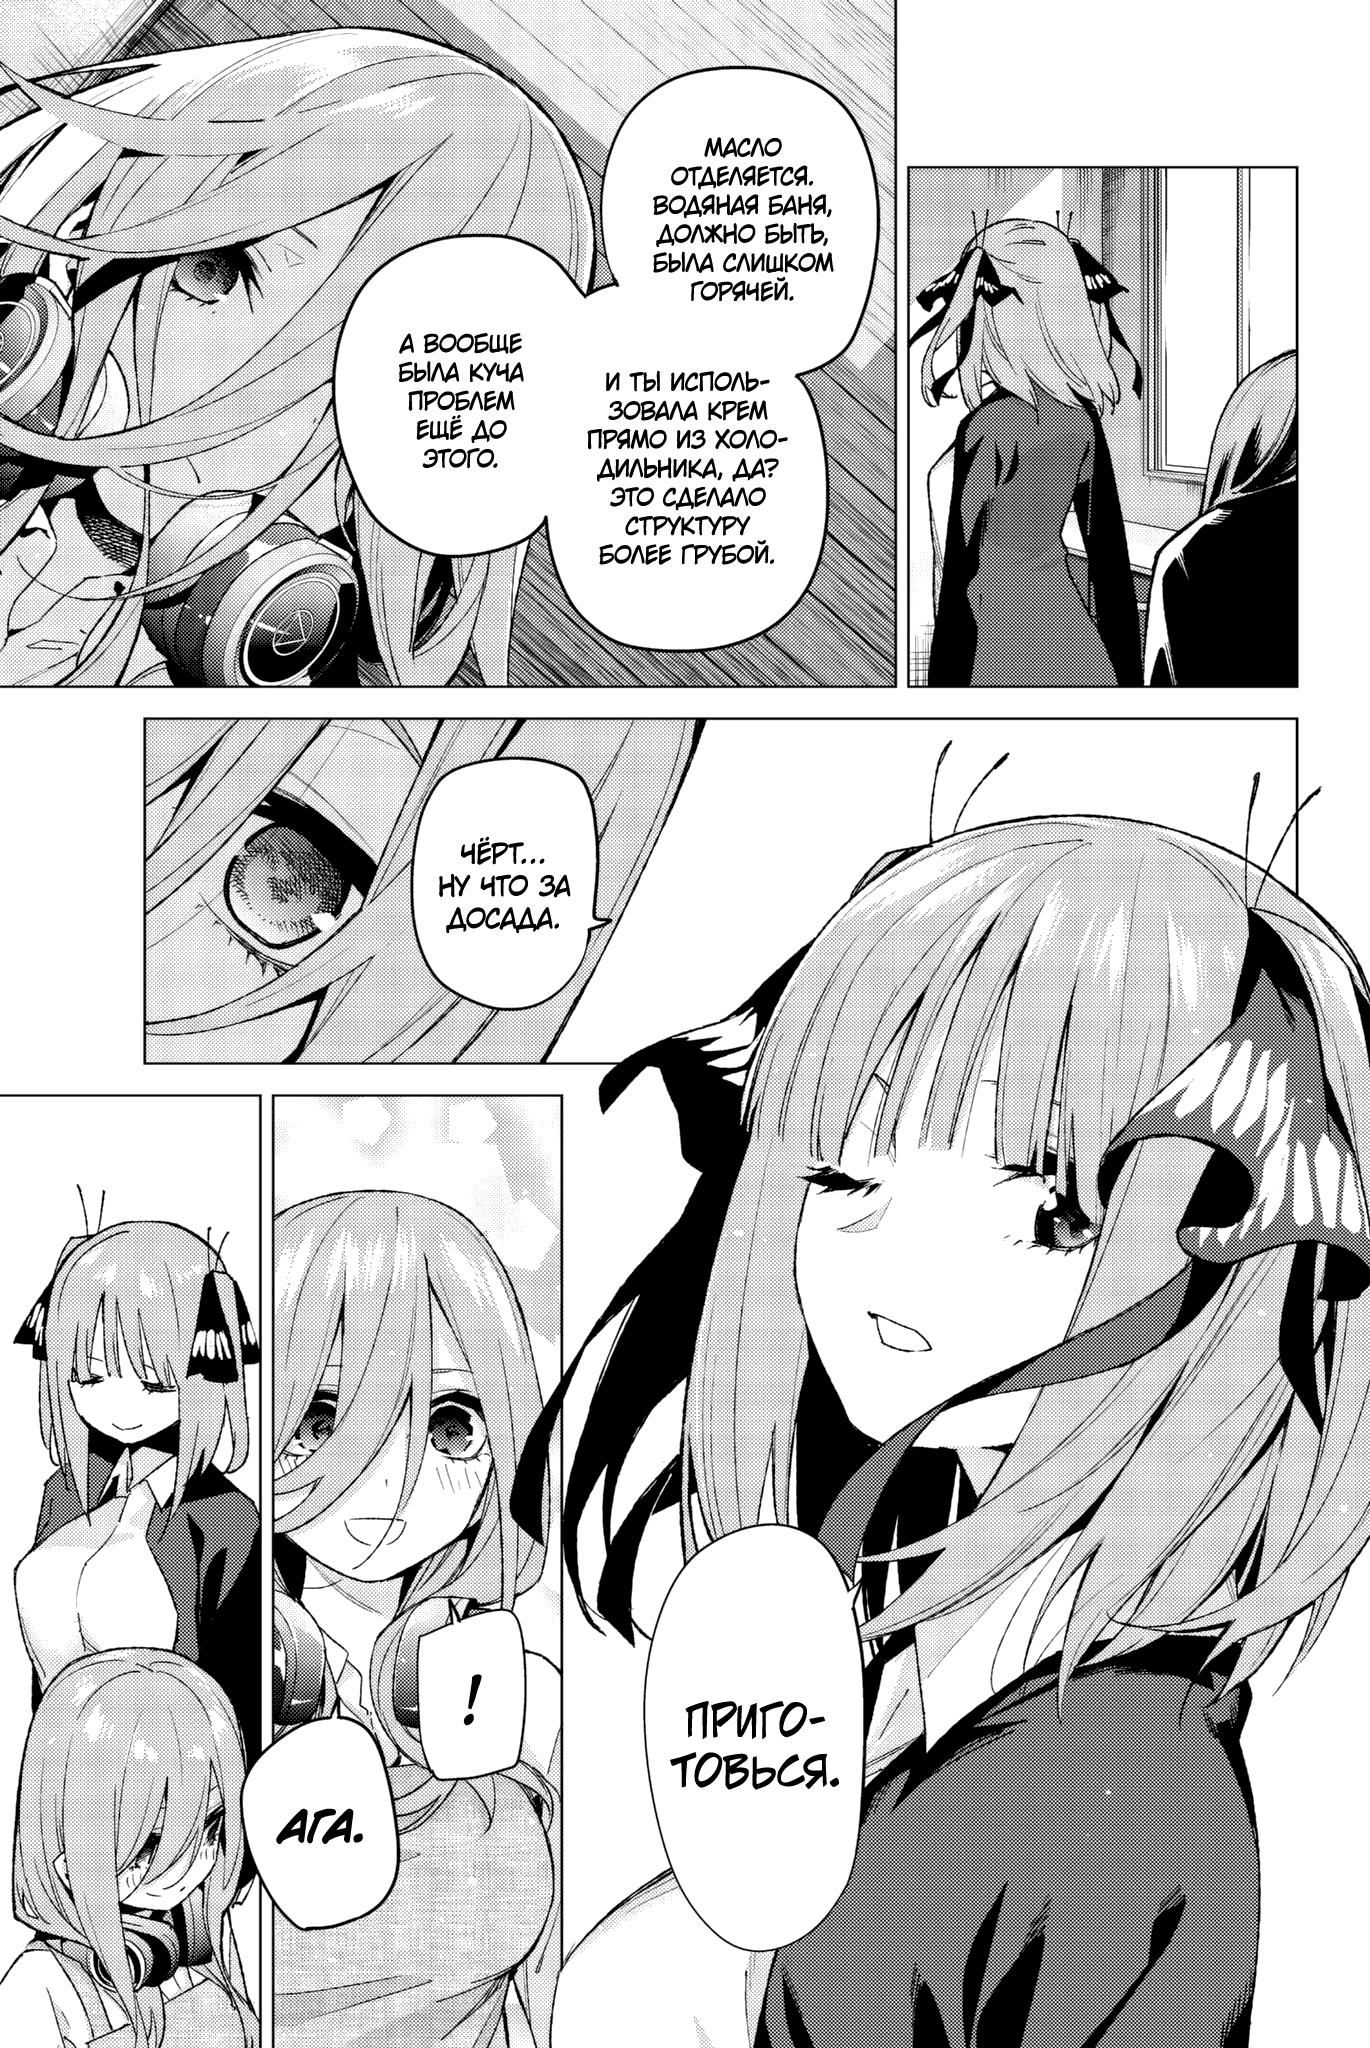 МАСЛО
ОТДЕЛЯЕТСЯ.
ВОДЯНАЯ БАНЯ,
ДОЛЖНО БЫТЬ,
БЫЛА СЛИШКОМ
ГОРЯЧЕЙ.
И ТЫ ИСПОЛЬ-
ЗОВАЛА КРЕМ
ПРЯМО ИЗ ХОЛО-
ДИЛЬНИКА, ДА?
ЭТО СДЕЛАЛО
СТРУКТУРУ
БОЛЕЕ ГРУБОЙ.
А ВООБЩЕ
БЫЛА КУЧА
ПРОБЛЕМ
ЕЩЁ ДО
ЭТОГО.
ЧЁРТ...
НУ ЧТО ЗА
ДОСАДА.
ПРИГО-
ТОВЬСЯ.
!
АГА.